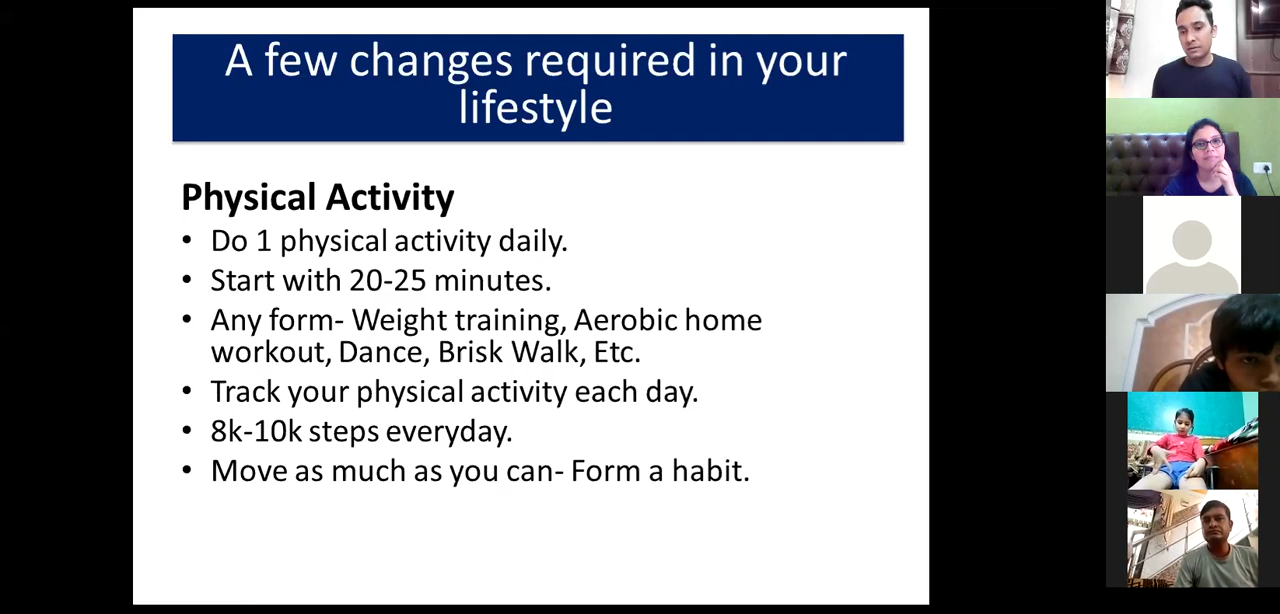 A few changes required in your
lifestyle
Physical Activity
• Do 1 physical activity daily.
• Start with 20-25 minutes.
• Any form- Weight training, Aerobic home
workout, Dance, Brisk Walk, Etc.
• Track your physical activity each day.
• 8k-10k steps everyday.
• Move as much as you can- Form a habit.